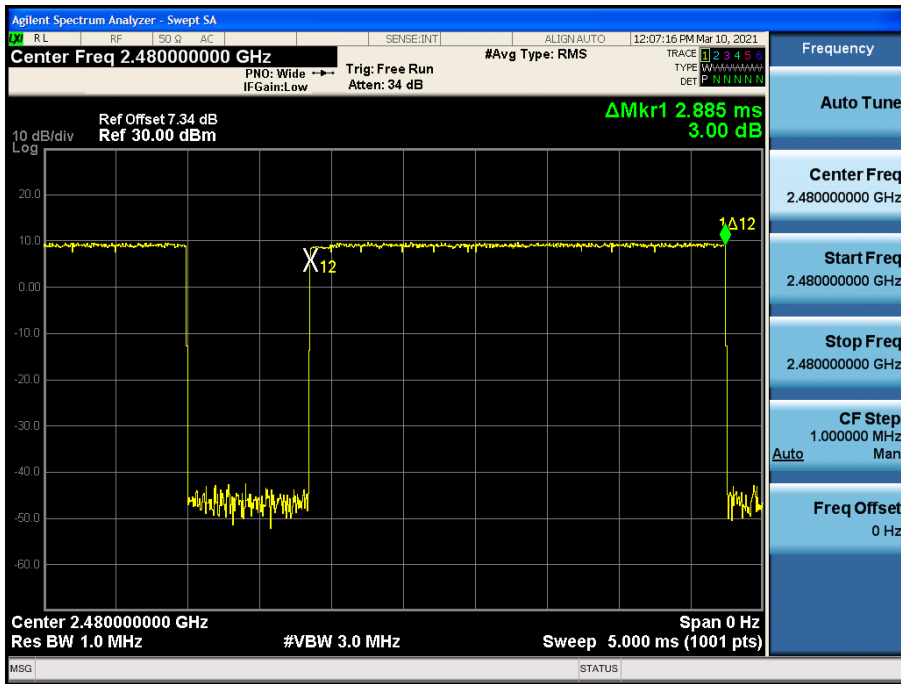 Agilent Spectrum Analyzer - Swept SA
LXI RL RF 50 Ω AC SENSE:INT ALIGNAUTO 12:07:16 PM Mar 10, 2021
Center Freq 2.480000000 GHz
#Avg Type: RMS
TRACE 1 2 3 4 5 6
TYPE WWWWWW
DET P N N N N N
PNO: Wide
IFGain:Low
Trig: Free Run
Atten: 34 dB
Frequency
Auto Tune
ΔMkr1 2.885 ms
3.00 dB
Ref Offset 7.34 dB
10 dB/div Ref 30.00 dBm
Log
20.0
10.0
0.00
-10.0
-20.0
-30.0
-40.0
-50.0
-60.0
1Δ12
X12
Center Freq
2.480000000 GHz
Start Freq
2.480000000 GHz
Stop Freq
2.480000000 GHz
CF Step
1.000000 MHz
Auto Man
Freq Offset
0 Hz
Center 2.480000000 GHz Span 0 Hz
Res BW 1.0 MHz #VBW 3.0 MHz Sweep 5.000 ms (1001 pts)
MSG STATUS